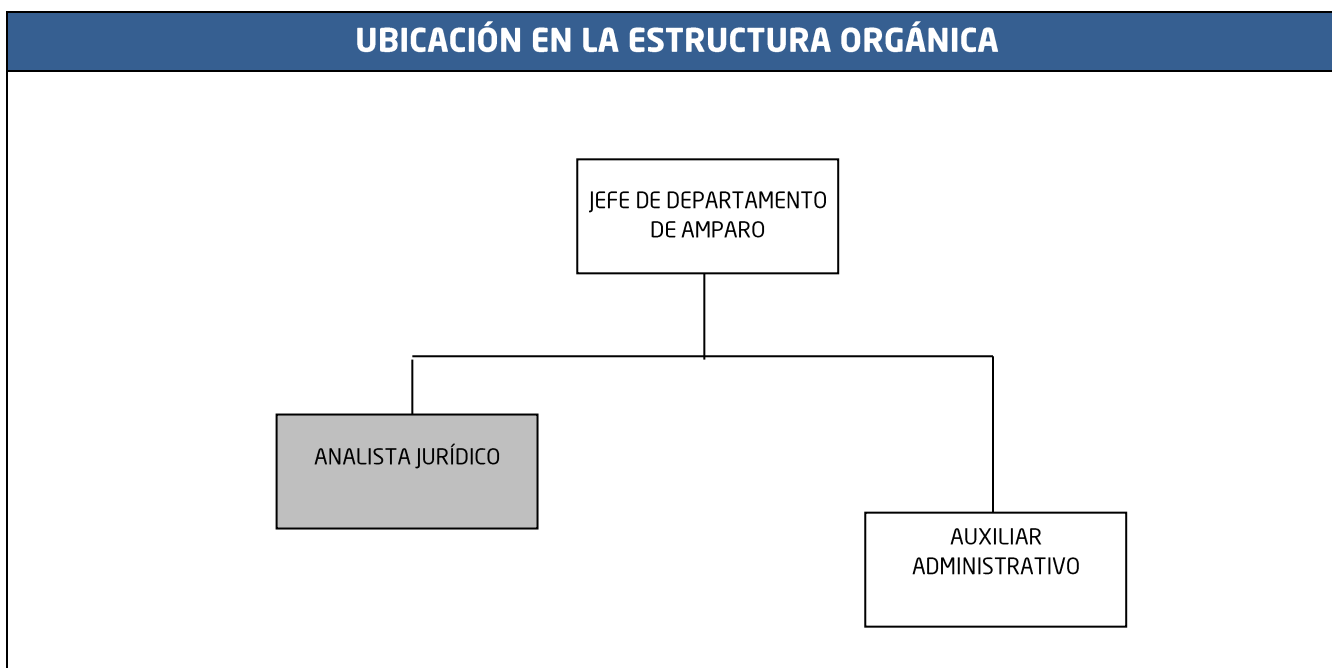 UBICACIÓN EN LA ESTRUCTURA ORGÁNICA
JEFE DE DEPARTAMENTO
DE AMPARO
ANALISTA JURÍDICO
AUXILIAR
ADMINISTRATIVO